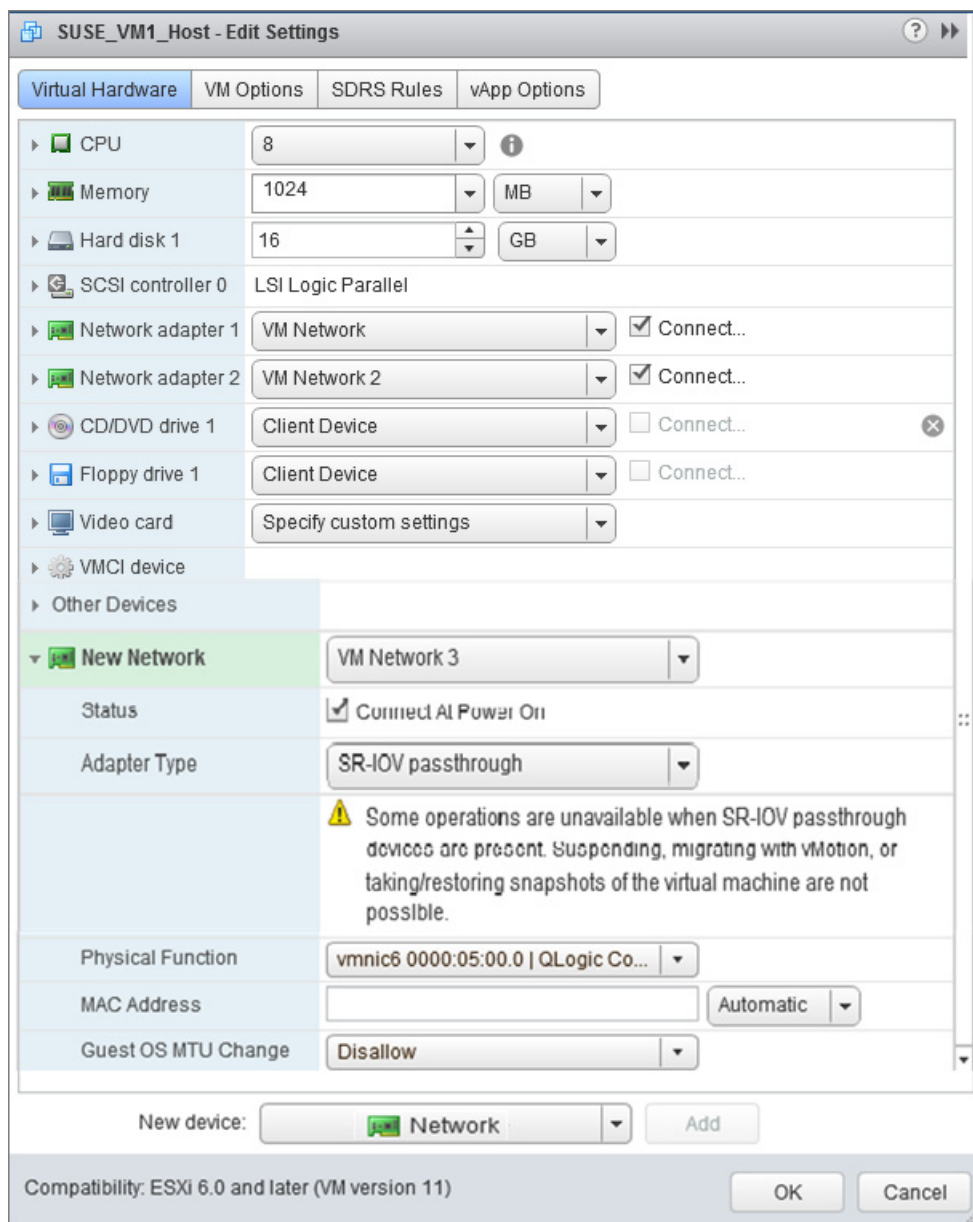 SUSE_VM1_Host - Edit Settings
Virtual Hardware VM Options SDRS Rules vApp Options
CPU 8
Memory 1024 MB
Hard disk 1 16 GB
SCSI controller 0 LSI Logic Parallel
Network adapter 1 VM Network Connect...
Network adapter 2 VM Network 2 Connect...
CD/DVD drive 1 Client Device Connect...
Floppy drive 1 Client Device Connect...
Video card Specify custom settings
VMCI device
Other Devices
New Network VM Network 3
Status Connect At Power On
Adapter Type SR-IOV passthrough
Some operations are unavailable when SR-IOV passthrough
devices are present. Suspending, migrating with vMotion, or
taking/restoring snapshots of the virtual machine are not
possible.
Physical Function vmnic6 0000:05:00.0 | QLogic Co...
MAC Address Automatic
Guest OS MTU Change Disallow
New device: Network Add
Compatibility: ESXi 6.0 and later (VM version 11) OK Cancel